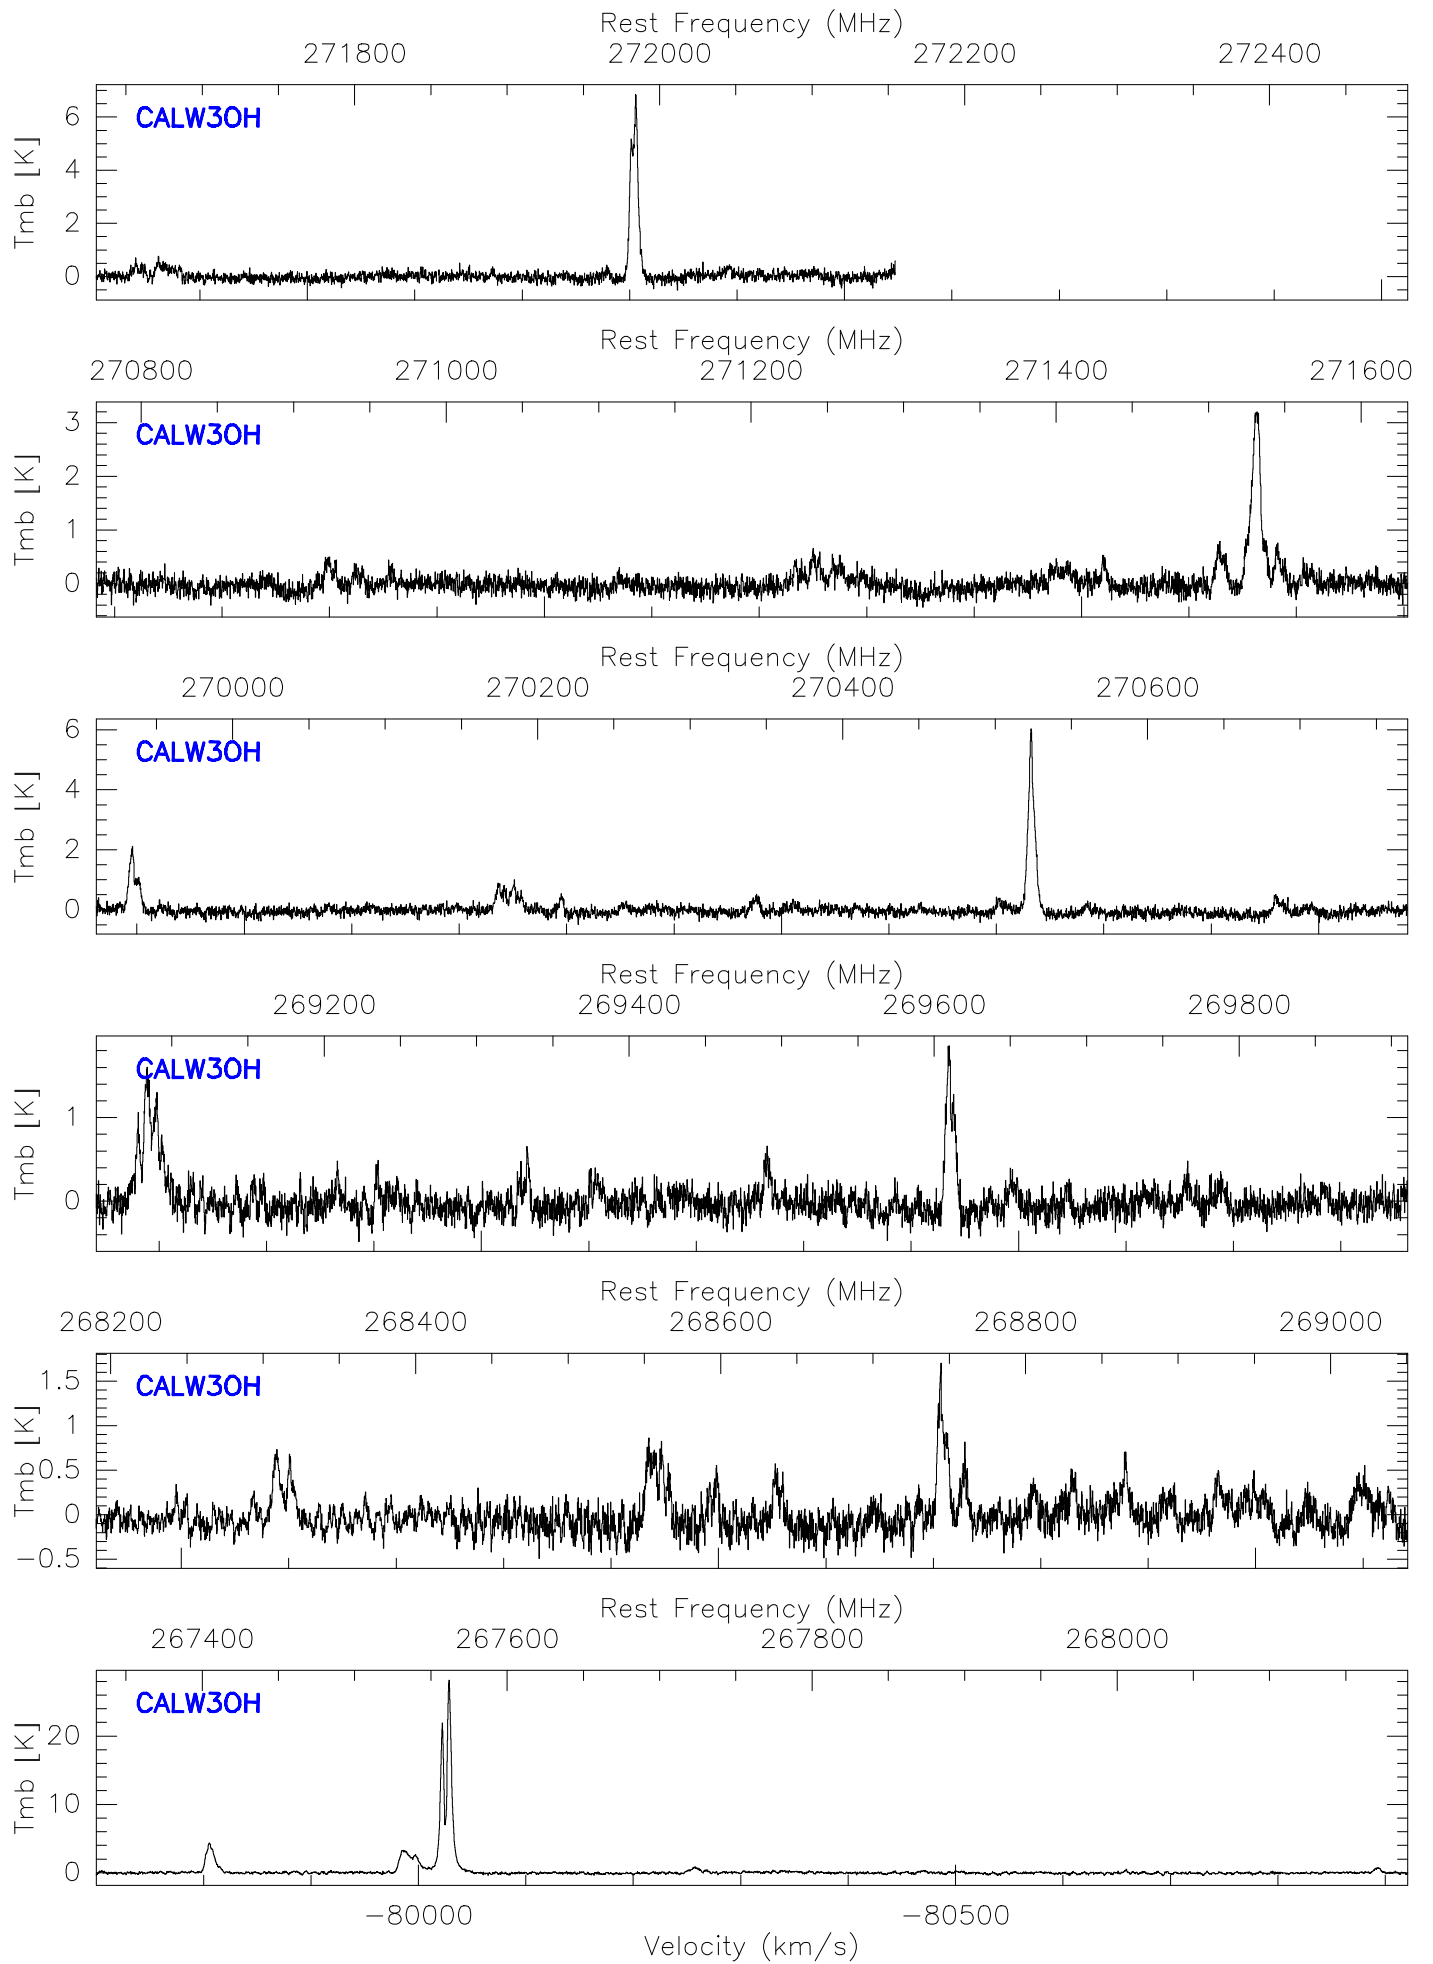 Rest Frequency (MHz)
271800 272000 272200 272400
CALW3OH
Tmb [K]
6
4
2
0
Rest Frequency (MHz)
270800 271000 271200 271400 271600
CALW3OH
Tmb [K]
3
2
1
0
Rest Frequency (MHz)
270000 270200 270400 270600
CALW3OH
Tmb [K]
6
4
2
0
Rest Frequency (MHz)
269200 269400 269600 269800
CALW3OH
Tmb [K]
1
0
Rest Frequency (MHz)
268200 268400 268600 268800 269000
CALW3OH
Tmb [K]
1.5
1
0.5
0
-0.5
Rest Frequency (MHz)
267400 267600 267800 268000
CALW3OH
Tmb [K]
20
10
0
-80000 -80500
Velocity (km/s)